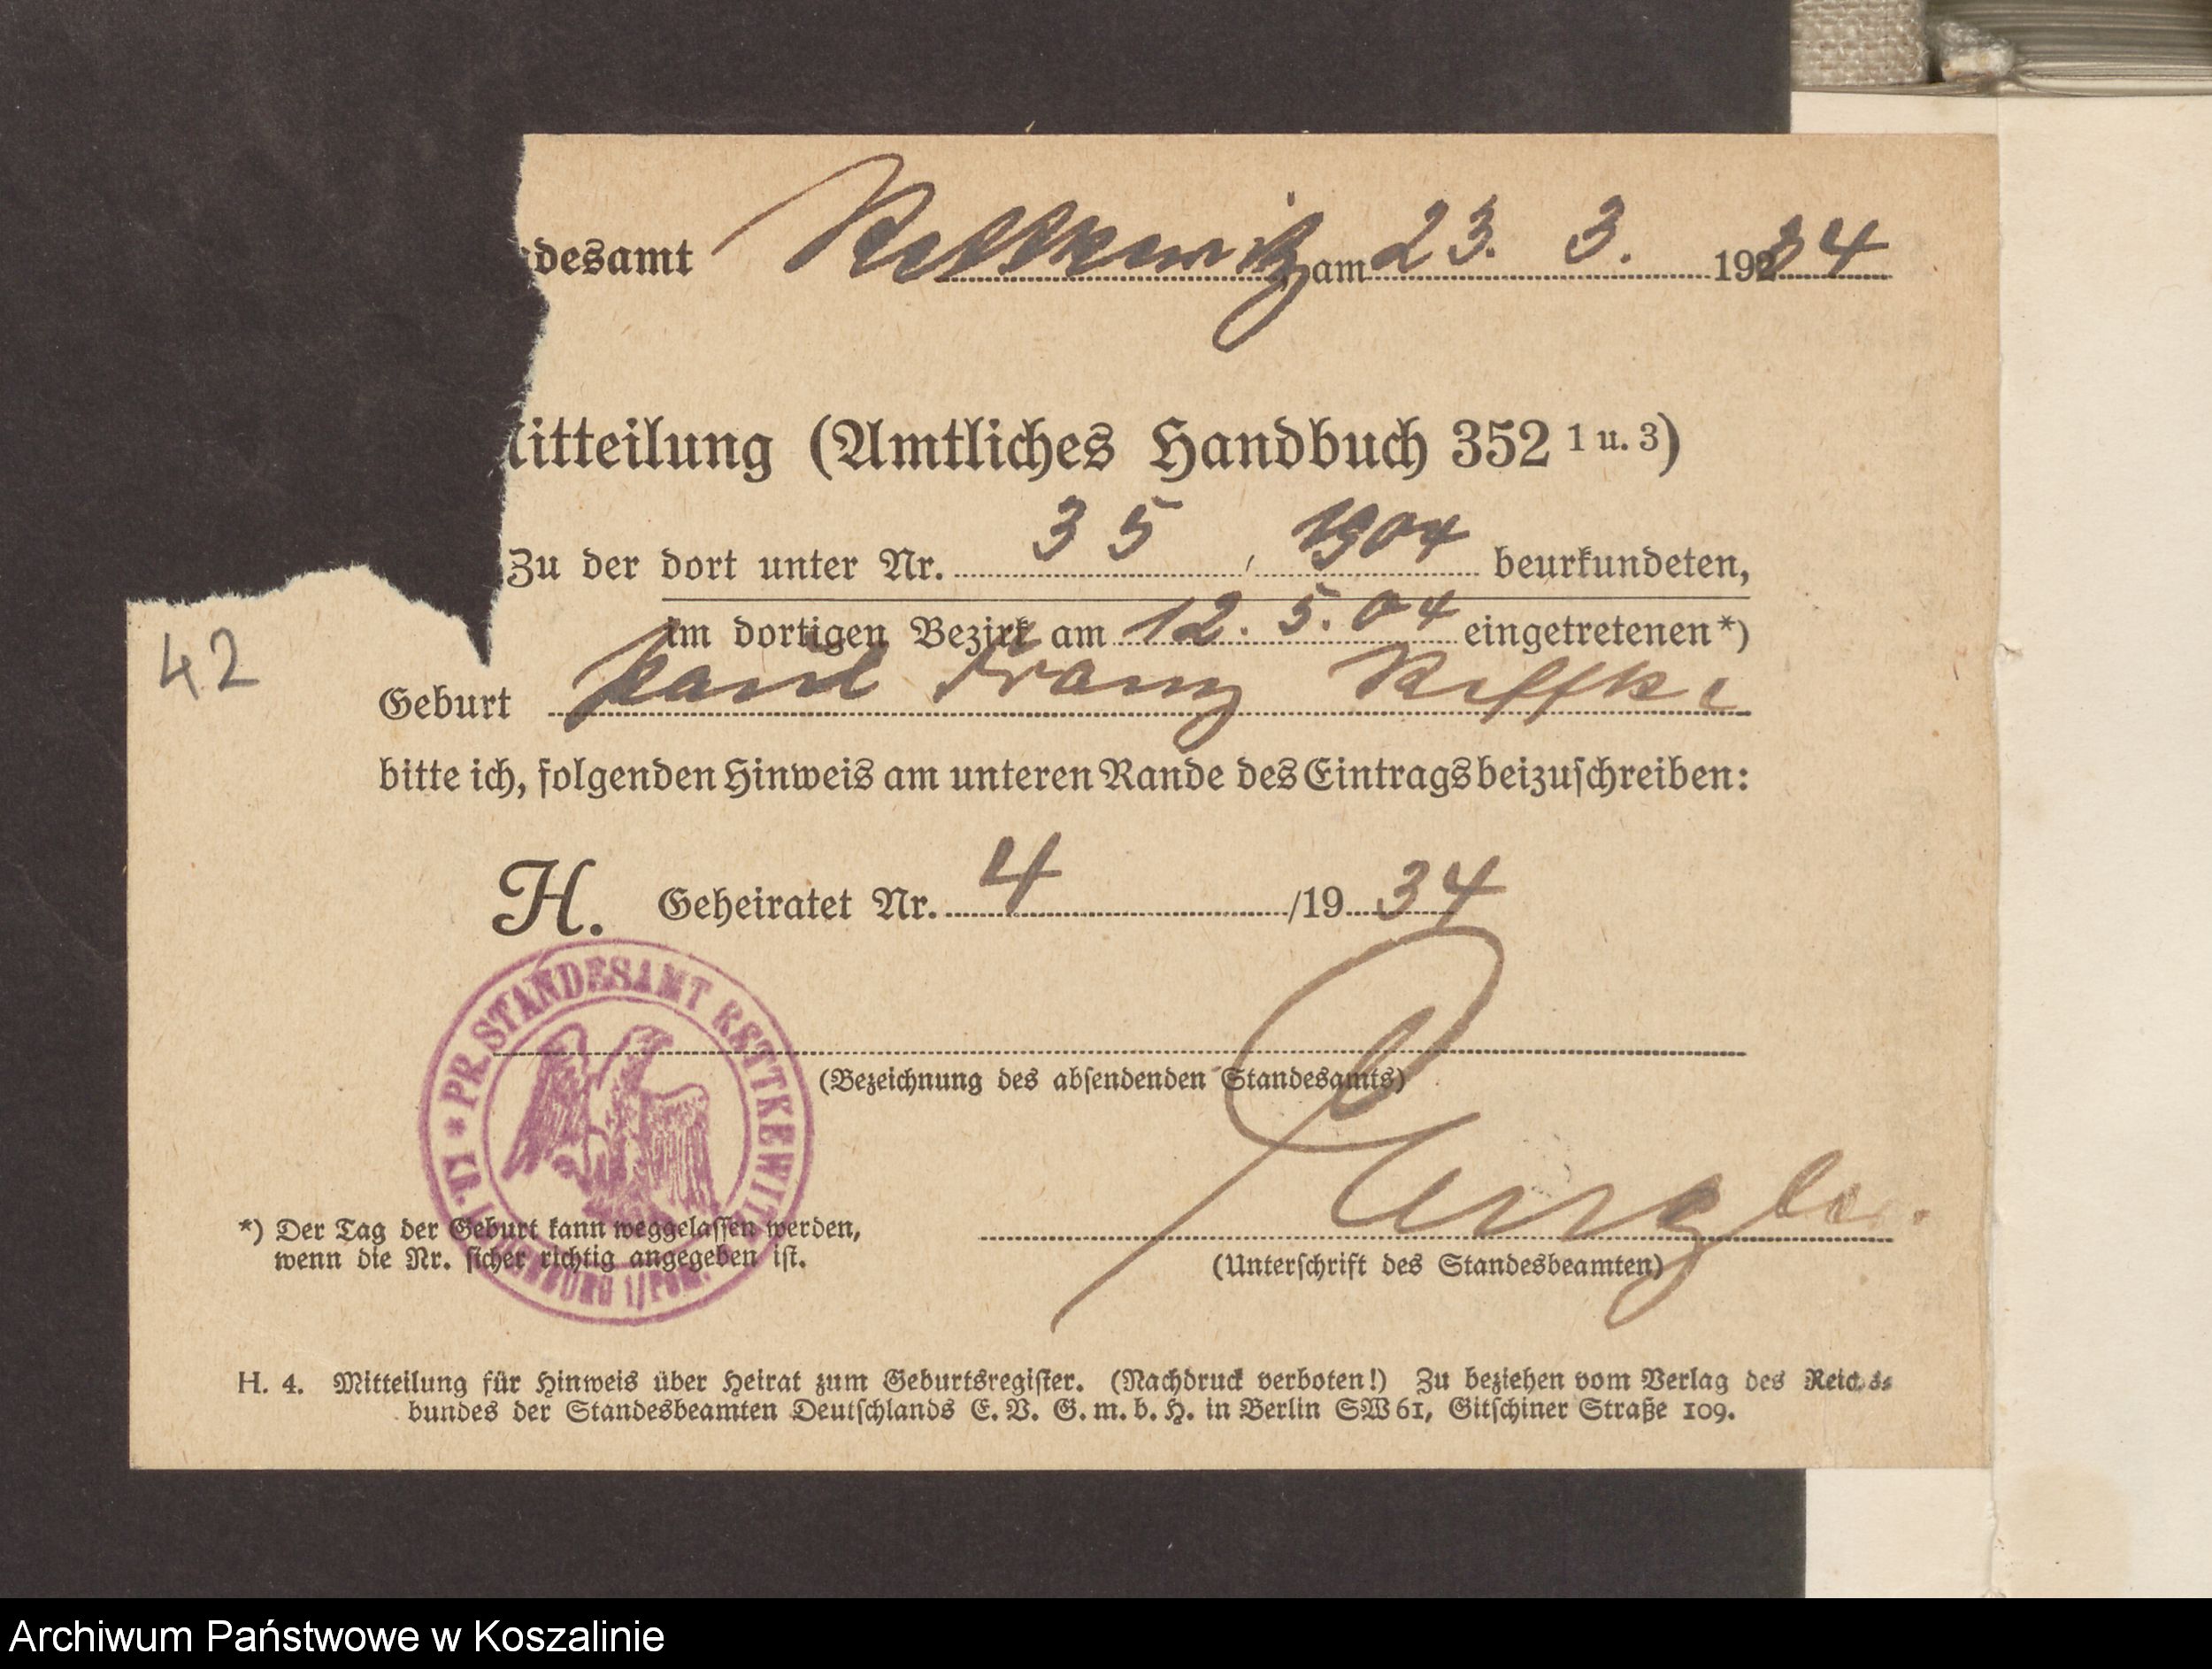 desamt Rettkewitz, am 23. 3. 1934
itteilung (Amtliches Handbuch 352 1 u. 3)
Zu der dort unter Nr. 35 / 1904 beurkundeten,
im dortigen Bezirk am 12. 5. 04 eingetretenen*)
42
Geburt Paul Franz
bitte ich, folgenden Hinweis am unteren Rande des Eintrags beizuschreiben:
H. Geheiratet Nr. 4 /1934
PR. STANDESAMT RETTKEWITZ
I/POM.
(Bezeichnung des absendenden Standesamts)
*) Der Tag der Geburt kann weggelassen werden,
wenn die Nr. sicher richtig angegeben ist.
(Unterschrift des Standesbeamten)
H. 4. Mitteilung für Hinweis über Heirat zum Geburtsregister. (Nachdruck verboten!) Zu beziehen vom Verlag des Reichs-
bundes der Standesbeamten Deutschlands E. V. G. m. b. H. in Berlin SW 61, Gitschiner Straße 109.
Archiwum Państwowe w Koszalinie